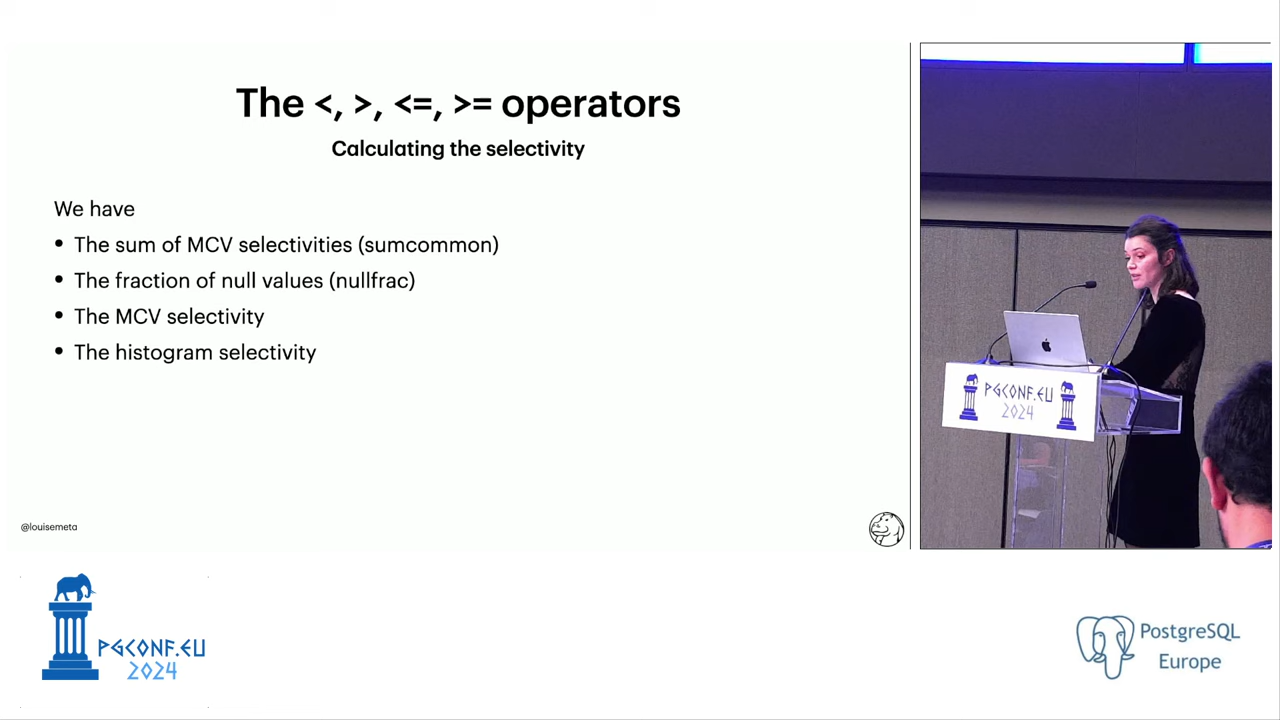 The <, >, <=, >= operators
Calculating the selectivity
We have
• The sum of MCV selectivities (sumcommon)
• The fraction of null values (nullfrac)
• The MCV selectivity
• The histogram selectivity
@louisemeta
PGCONF.EU
2024
PGCONF.EU
2024
PostgreSQL
Europe